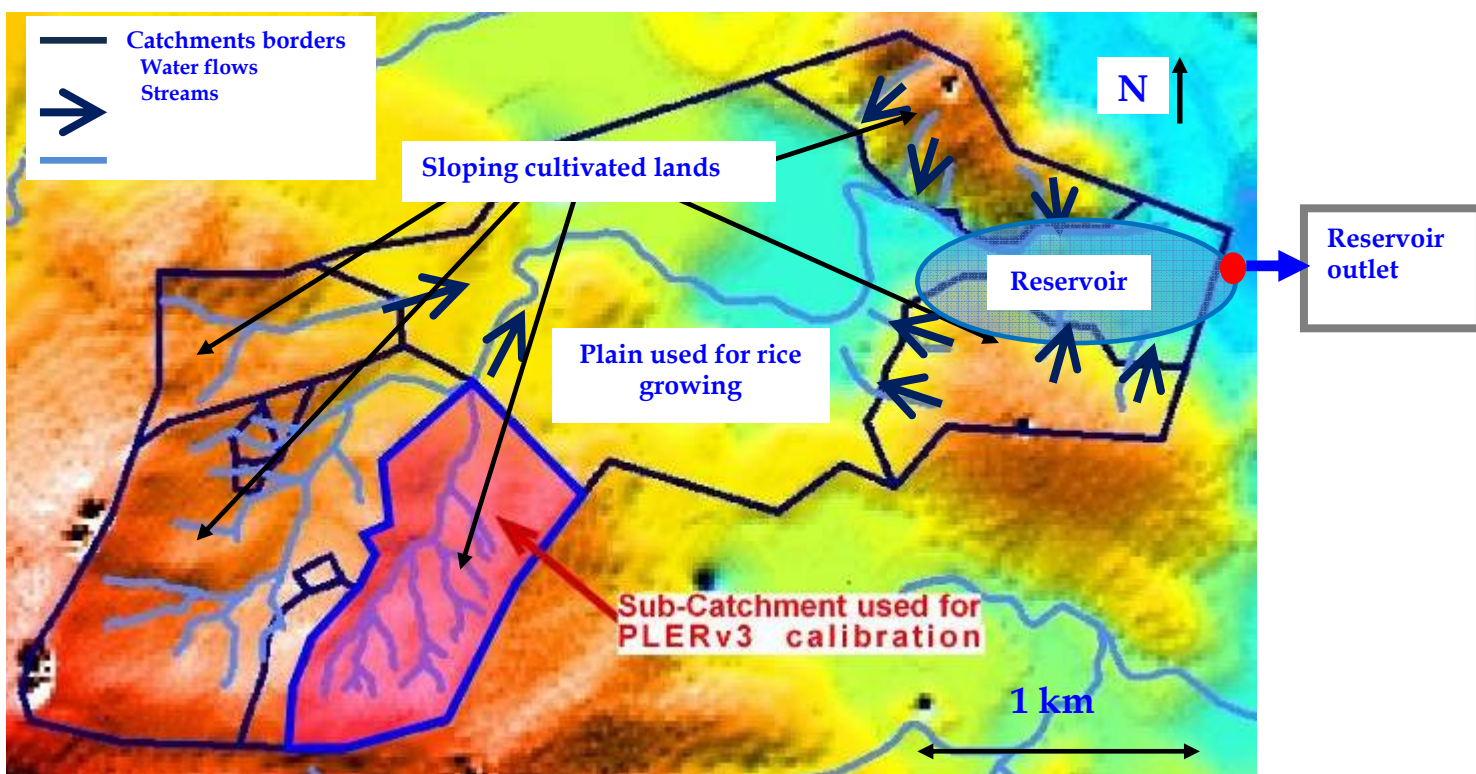 Catchments borders
Water flows
Streams
N
Sloping cultivated lands
Reservoir
Reservoir
outlet
Plain used for rice
growing
Sub-Catchment used for
PLERv3 calibration
1 km